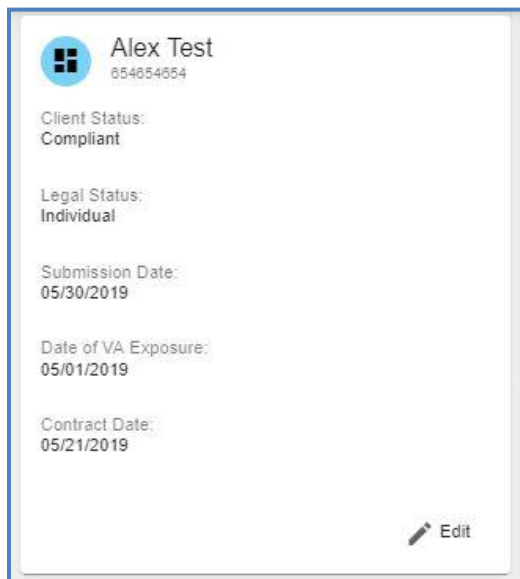 Alex Test
654654654
Client Status:
Compliant
Legal Status:
Individual
Submission Date:
05/30/2019
Date of VA Exposure:
05/01/2019
Contract Date:
05/21/2019
Edit